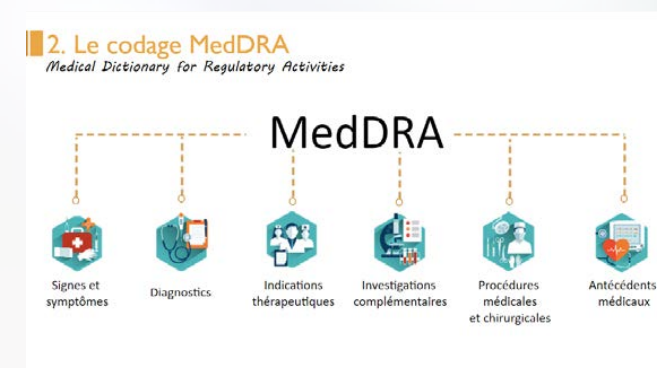 2. Le codage MedDRA
Medical Dictionary for Regulatory Activities
MedDRA
Signes et
symptômes
Diagnostics
Indications
thérapeutiques
Investigations
complémentaires
Procédures
médicales
et chirurgicales
Antécédents
médicaux